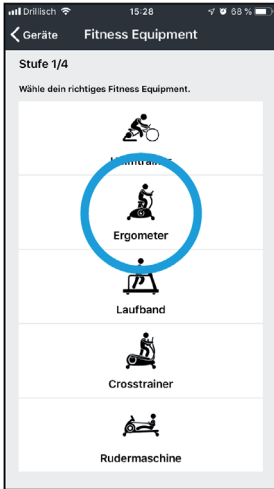 Drillisch 15:28 68 %
Geräte Fitness Equipment
Stufe 1/4
Wähle dein richtiges Fitness Equipment.
Ergometer
Laufband
Crosstrainer
Rudermaschine